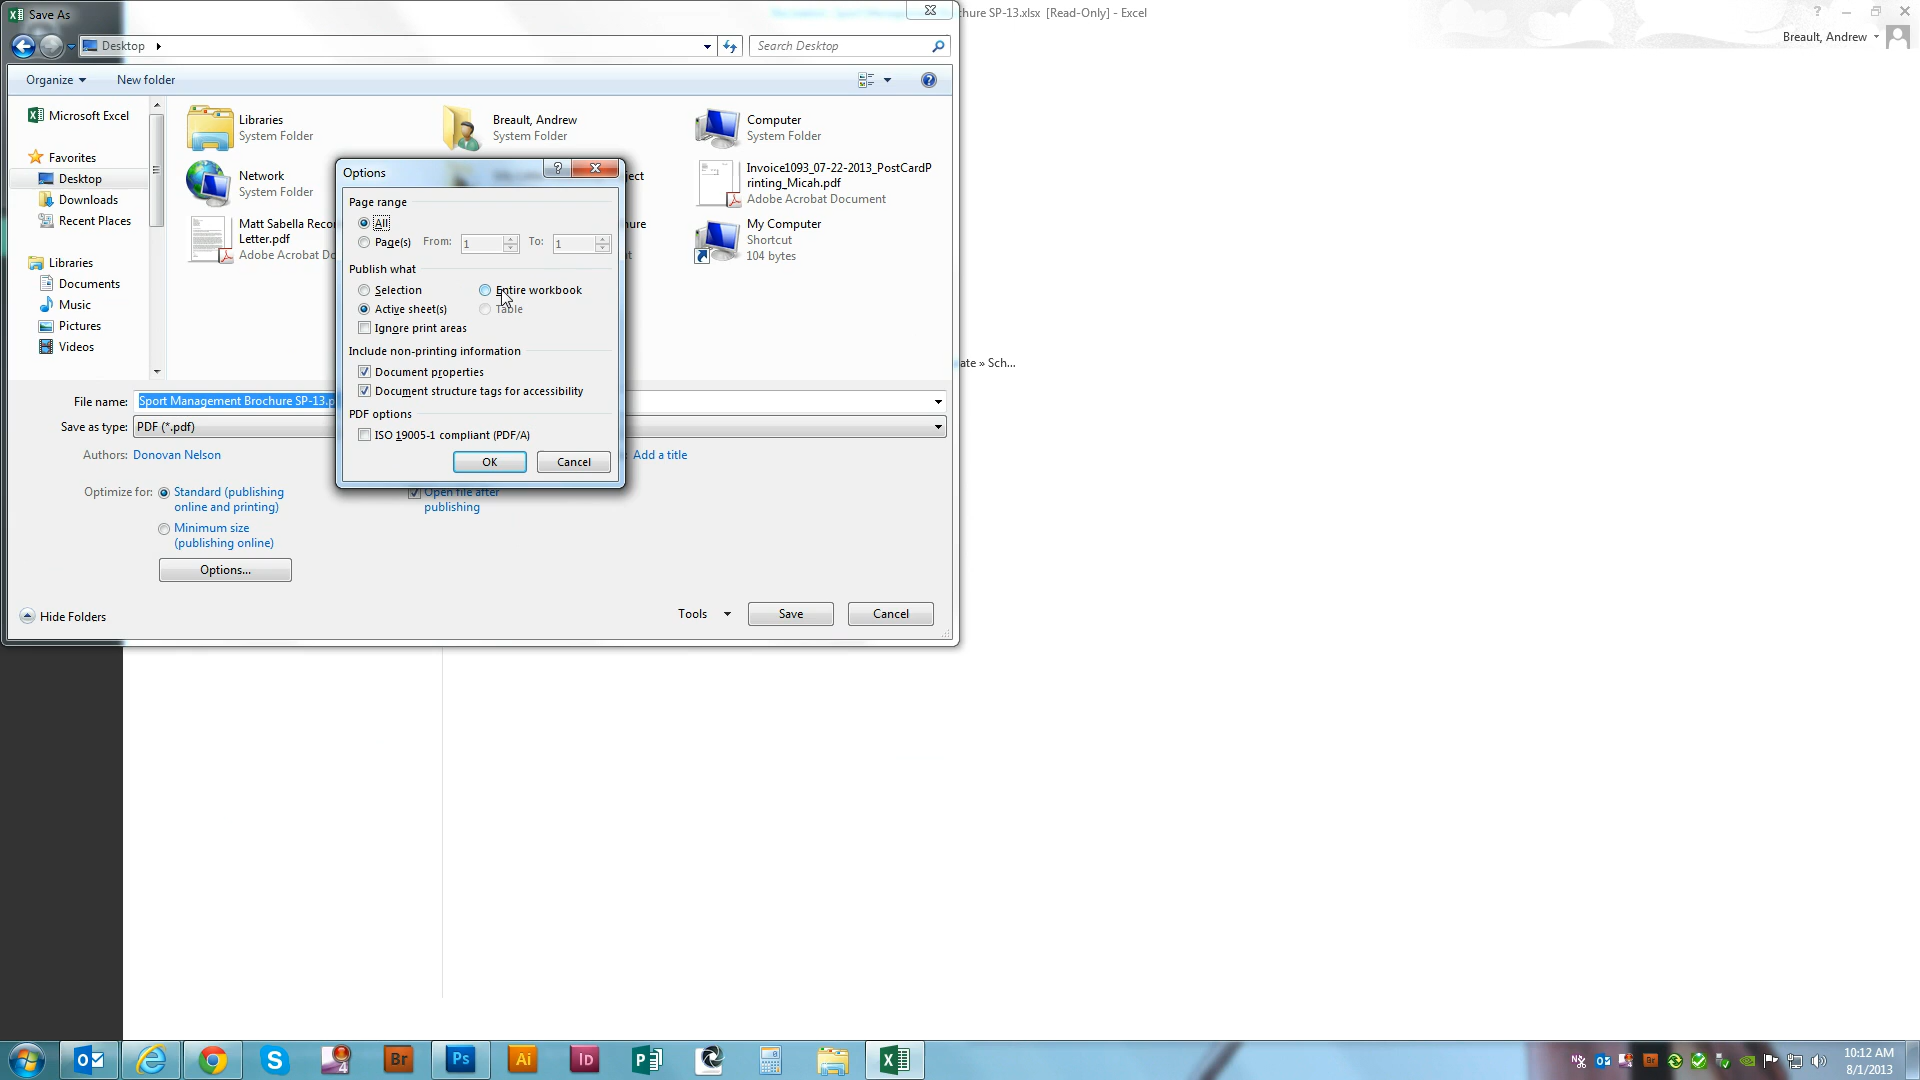 Save As
chure SP-13.xlsx [Read-Only] - Excel
Breault, Andrew
Desktop
Search Desktop
Organize
New folder
Microsoft Excel
Favorites
Desktop
Downloads
Recent Places
Libraries
Documents
Music
Pictures
Videos
Libraries
System Folder
Breault, Andrew
System Folder
Computer
System Folder
Network
System Folder
ject
Invoice1093_07-22-2013_PostCardP
rinting_Micah.pdf
Adobe Acrobat Document
Matt Sabella Reco
Letter.pdf
Adobe Acrobat Do
ure
t
My Computer
Shortcut
104 bytes
Options
Page range
All
Page(s) From: 1 To: 1
Publish what
Selection
Entire workbook
Active sheet(s)
Table
Ignore print areas
Include non-printing information
Document properties
Document structure tags for accessibility
PDF options
ISO 19005-1 compliant (PDF/A)
OK
Cancel
ate » Sch...
File name: Sport Management Brochure SP-13.p
Save as type: PDF (*.pdf)
Authors: Donovan Nelson
Add a title
Optimize for: Standard (publishing
online and printing)
Minimum size
(publishing online)
Open file after
publishing
Options...
Hide Folders
Tools
Save
Cancel
10:12 AM
8/1/2013